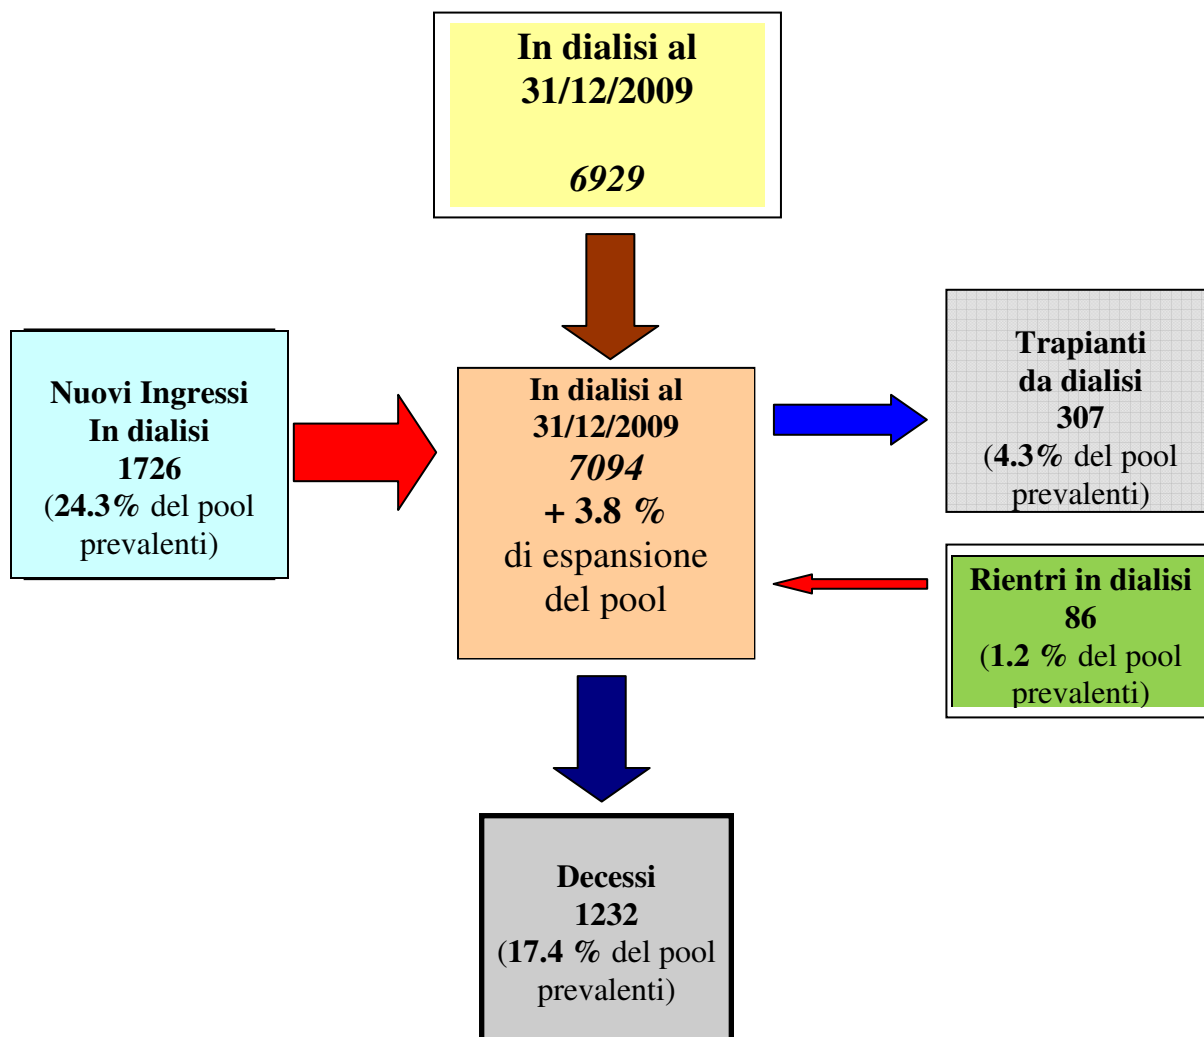 In dialisi al
31/12/2009
6929
Nuovi Ingressi
In dialisi
1726
(24.3% del pool
prevalenti)
In dialisi al
31/12/2009
7094
+ 3.8 %
di espansione
del pool
Trapianti
da dialisi
307
(4.3% del pool
prevalenti)
Rientri in dialisi
86
(1.2 % del pool
prevalenti)
Decessi
1232
(17.4 % del pool
prevalenti)